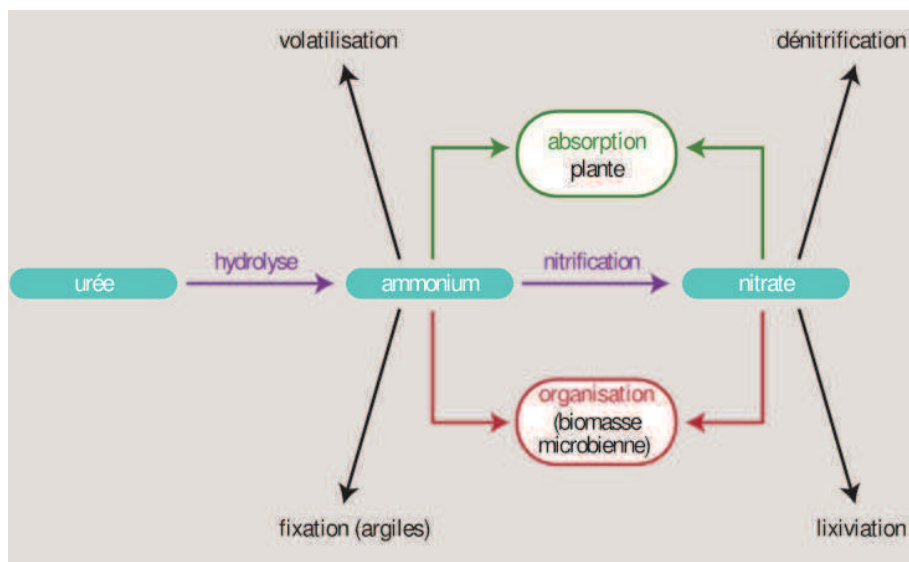 volatilisation
dénitrification
absorption
plante
hydrolyse
nitrification
urée
ammonium
nitrate
organisation
(biomasse
microbienne)
fixation (argiles)
lixiviation